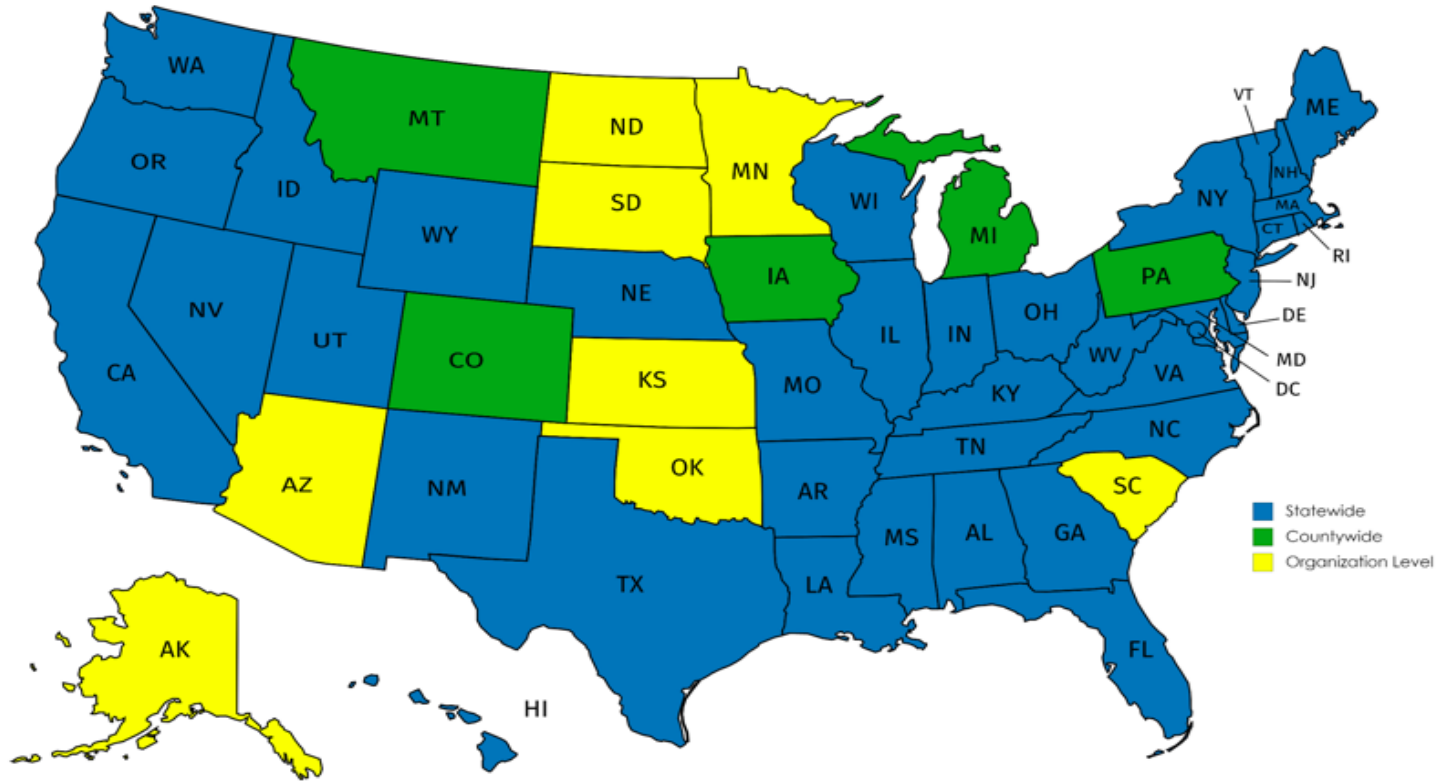 WA
OR
CA
NV
ID
MT
WY
UT
CO
AZ
NM
ND
SD
NE
KS
OK
TX
MN
IA
MO
AR
LA
WI
IL
MI
IN
OH
KY
TN
MS
AL
GA
FL
SC
NC
VA
WV
PA
NY
VT
NH
ME
MA
CT
RI
NJ
DE
MD
DC
AK
HI
Statewide
Countywide
Organization Level